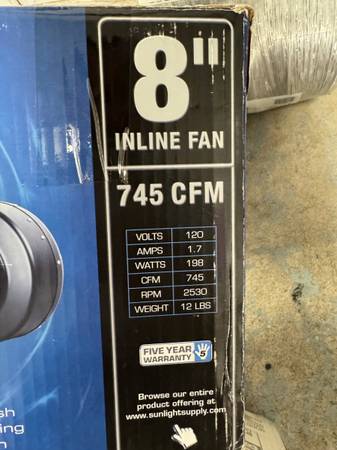 8"
INLINE FAN
745 CFM
VOLTS 120
AMPS 1.7
WATTS 198
CFM 745
RPM 2530
WEIGHT 12 LBS
FIVE YEAR
WARRANTY 5
Browse our entire
product offering at
www.sunlightsupply.com